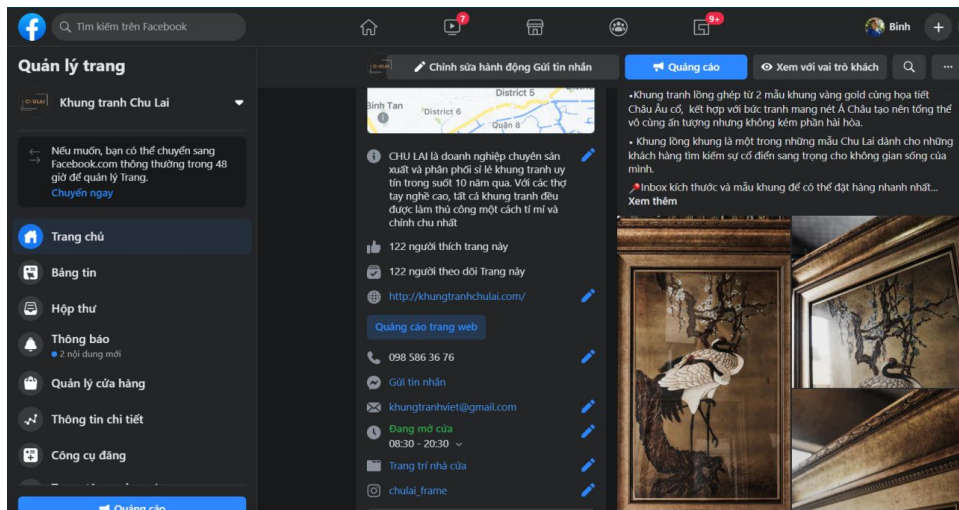 Tìm kiếm trên Facebook
7
9+
Bình
Quản lý trang
Khung tranh Chu Lai
Nếu muốn, bạn có thể chuyển sang
Facebook.com thông thường trong 48
giờ để quản lý Trang.
Chuyển ngay
Trang chủ
Bảng tin
Hộp thư
Thông báo
2 nội dung mới
Quản lý cửa hàng
Thông tin chi tiết
Công cụ đăng
Quảng cáo
Chỉnh sửa hành động Gửi tin nhắn
Quảng cáo
Xem với vai trò khách
District 5
Binh Tan
District 6
Quận 8
CHU LAI là doanh nghiệp chuyên sản
xuất và phân phối sỉ lẻ khung tranh uy
tín trong suốt 10 năm qua. Với các thợ
tay nghề cao, tất cả khung tranh đều
được làm thủ công một cách tỉ mỉ và
chỉnh chu nhất
122 người thích trang này
122 người theo dõi Trang này
http://khungtranhchulai.com/
Quảng cáo trang web
098 586 36 76
Gửi tin nhắn
khungtranhviet@gmail.com
Đang mở cửa
08:30 - 20:30
Trang trí nhà cửa
chulai_frame
•Khung tranh lồng ghép từ 2 mẫu khung vàng gold cùng họa tiết
Châu Âu cổ, kết hợp với bức tranh mang nét Á Châu tạo nên tổng thể
vô cùng ấn tượng nhưng không kém phần hài hòa.
• Khung lồng khung là một trong những mẫu Chu Lai dành cho những
khách hàng tìm kiếm sự cổ điển sang trọng cho không gian sống của
mình.
📌Inbox kích thước và mẫu khung để có thể đặt hàng nhanh nhất...
Xem thêm